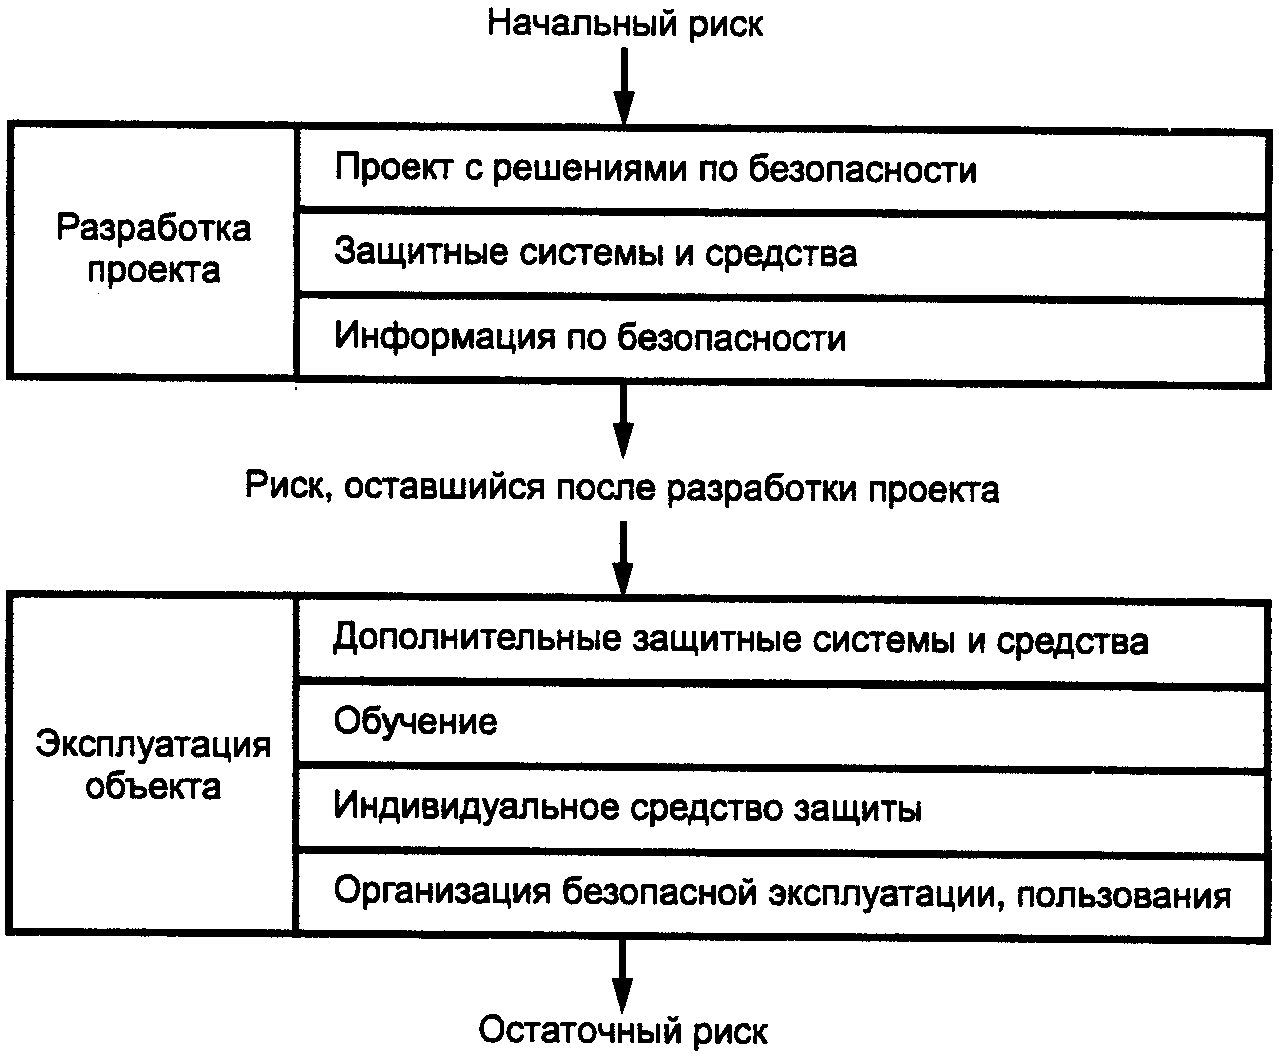 Начальный риск
Разработка
проекта
Проект с решениями по безопасности
Защитные системы и средства
Информация по безопасности
Риск, оставшийся после разработки проекта
Эксплуатация
объекта
Дополнительные защитные системы и средства
Обучение
Индивидуальное средство защиты
Организация безопасной эксплуатации, пользования
Остаточный риск